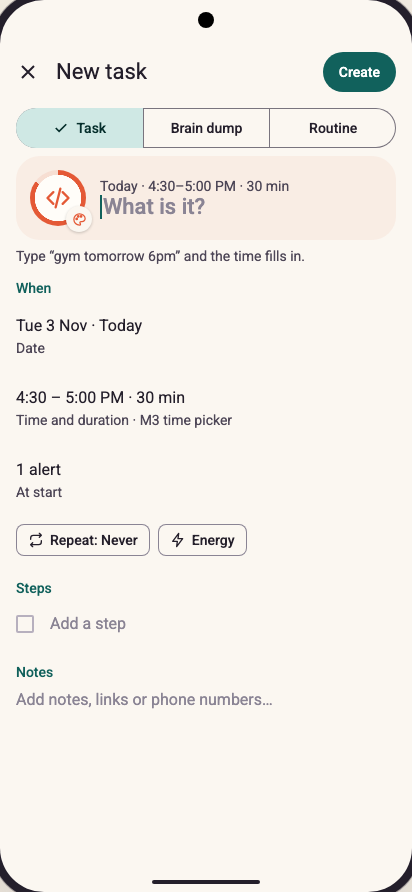 New task
Create
Task
Brain dump
Routine
Today · 4:30–5:00 PM · 30 min
What is it?
Type “gym tomorrow 6pm” and the time fills in.
When
Tue 3 Nov · Today
Date
4:30 – 5:00 PM · 30 min
Time and duration · M3 time picker
1 alert
At start
Repeat: Never
Energy
Steps
Add a step
Notes
Add notes, links or phone numbers…